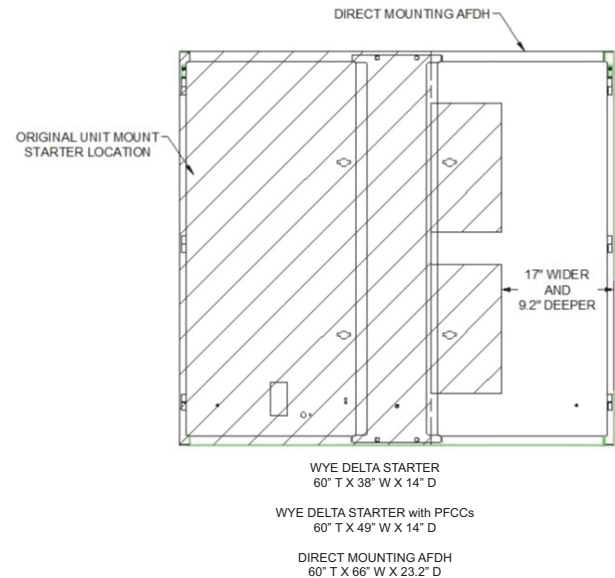 DIRECT MOUNTING AFDH
ORIGINAL UNIT MOUNT
STARTER LOCATION
17" WIDER
AND
9.2" DEEPER
WYE DELTA STARTER
60” T X 38” W X 14” D
WYE DELTA STARTER with PFCCs
60” T X 49” W X 14” D
DIRECT MOUNTING AFDH
60” T X 66” W X 23.2” D